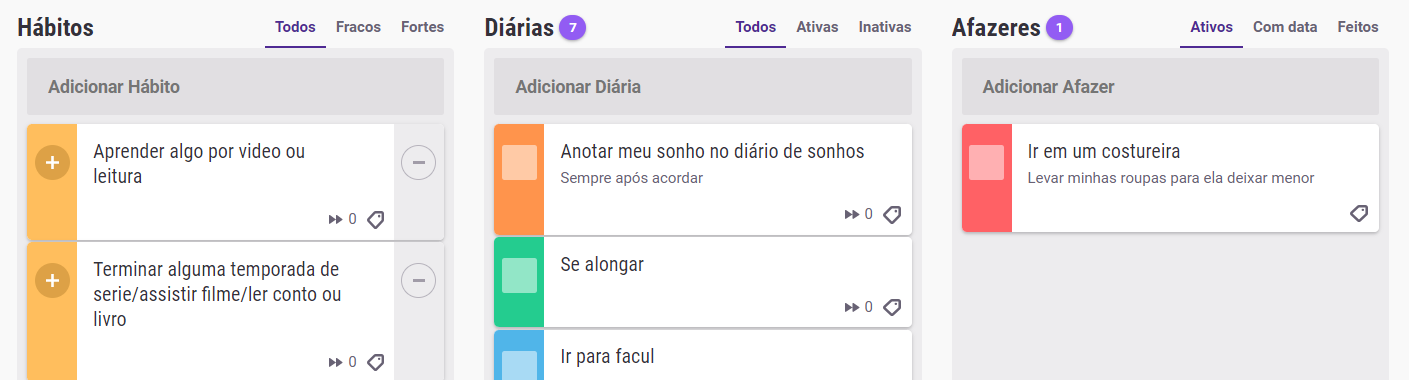 Hábitos
Todos Fracos Fortes
Adicionar Hábito
Aprender algo por video ou
leitura
0
Terminar alguma temporada de
serie/assistir filme/ler conto ou
livro
0
Diárias 7
Todos Ativas Inativas
Adicionar Diária
Anotar meu sonho no diário de sonhos
Sempre após acordar
0
Se alongar
0
Ir para facul
Afazeres 1
Ativos Com data Feitos
Adicionar Afazer
Ir em um costureira
Levar minhas roupas para ela deixar menor